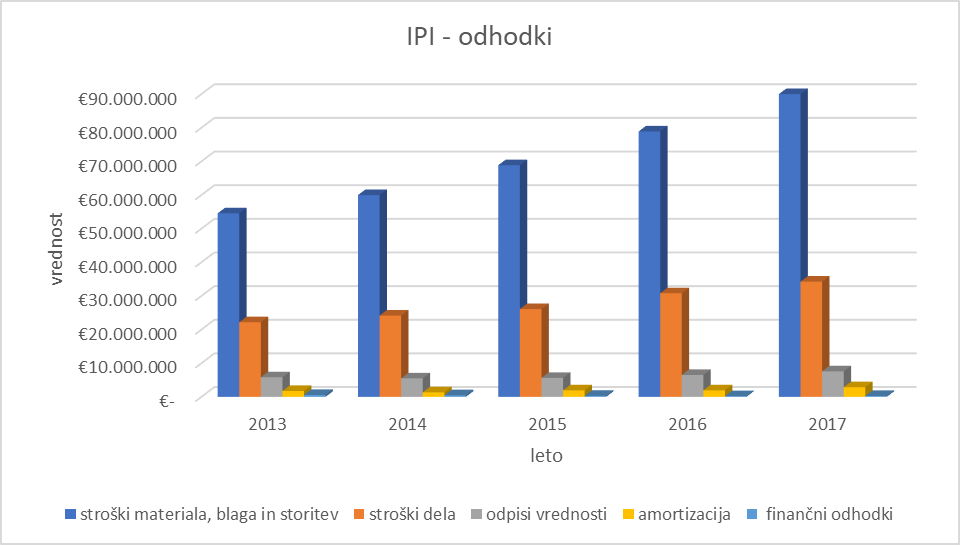 IPI - odhodki
€90.000.000
€80.000.000
€70.000.000
€60.000.000
€50.000.000
€40.000.000
€30.000.000
€20.000.000
€10.000.000
€-
vrednost
2013 2014 2015 2016 2017
leto
stroški materiala, blaga in storitev stroški dela odpisi vrednosti amortizacija finančni odhodki